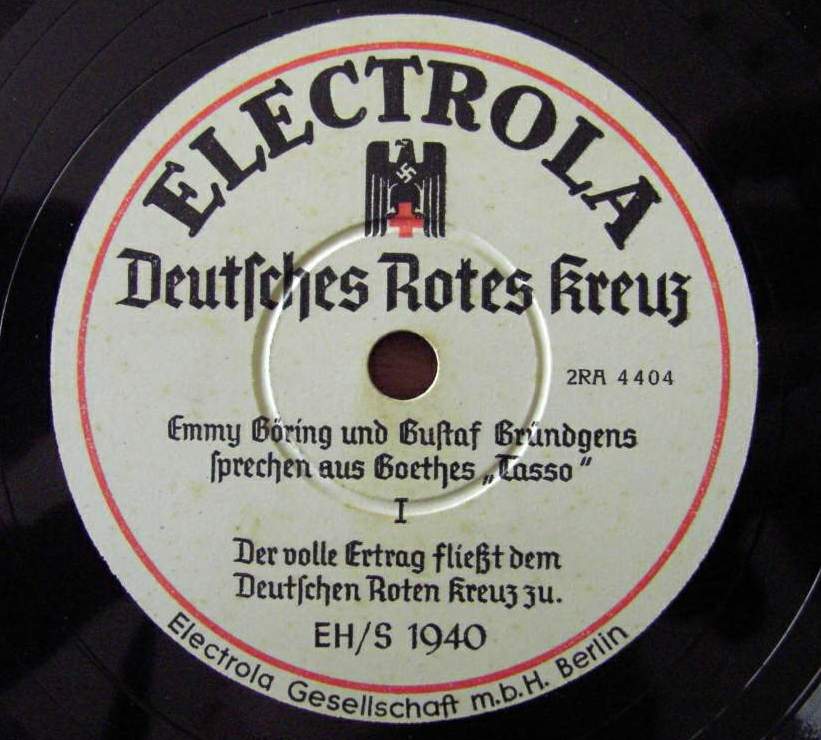 ELECTROLA
Deutsches Rotes Kreuz
2RA 4404
Emmy Göring und Gustaf Gründgens
sprechen aus Goethes „Tasso“
I
Der volle Ertrag fließt dem
Deutschen Roten Kreuz zu.
EH/S 1940
Electrola Gesellschaft m.b.H. Berlin